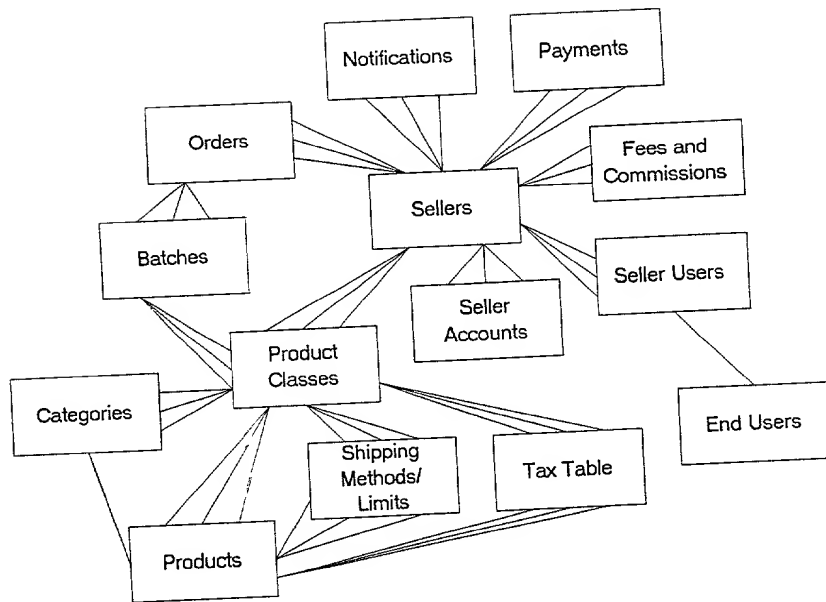 Notifications
Payments
Orders
Fees and
Commissions
Sellers
Batches
Seller Users
Seller
Accounts
Product
Classes
Categories
End Users
Shipping
Methods/
Limits
Tax Table
Products